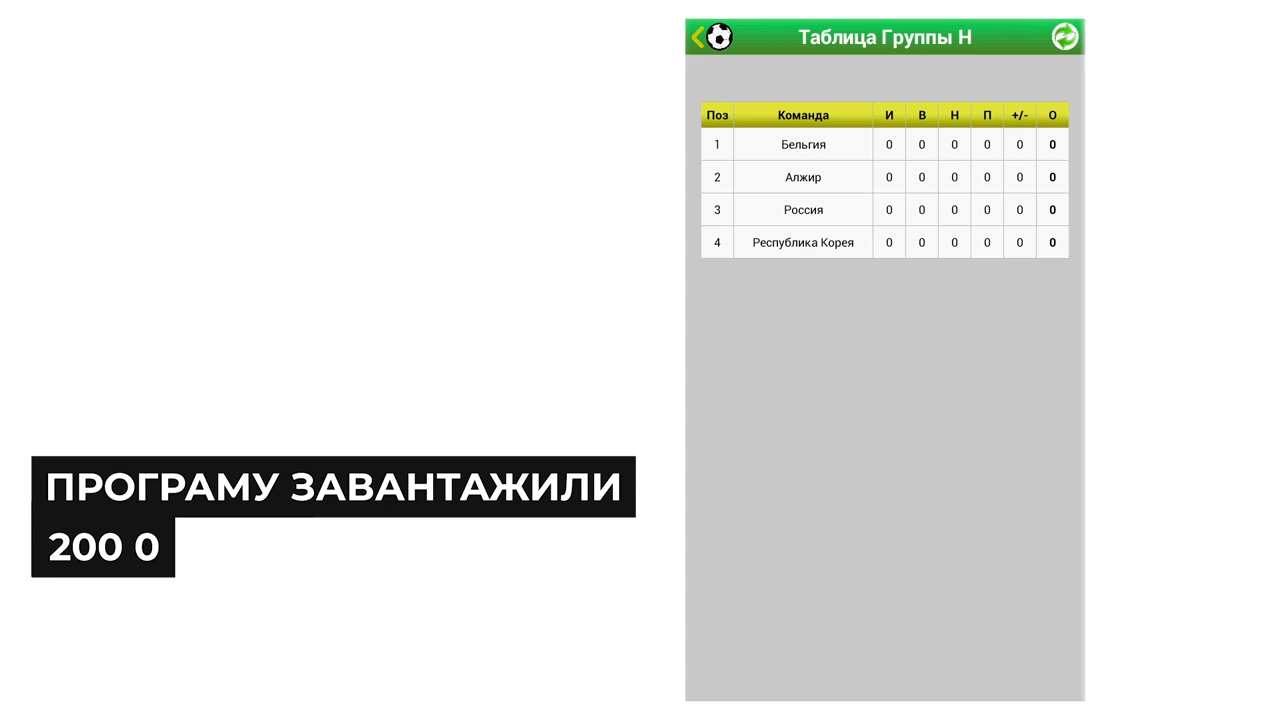 Таблица Группы H
Поз Команда И В Н П +/- О
1 Бельгия 0 0 0 0 0 0
2 Алжир 0 0 0 0 0 0
3 Россия 0 0 0 0 0 0
4 Республика Корея 0 0 0 0 0 0
ПРОГРАМУ ЗАВАНТАЖИЛИ
200 0